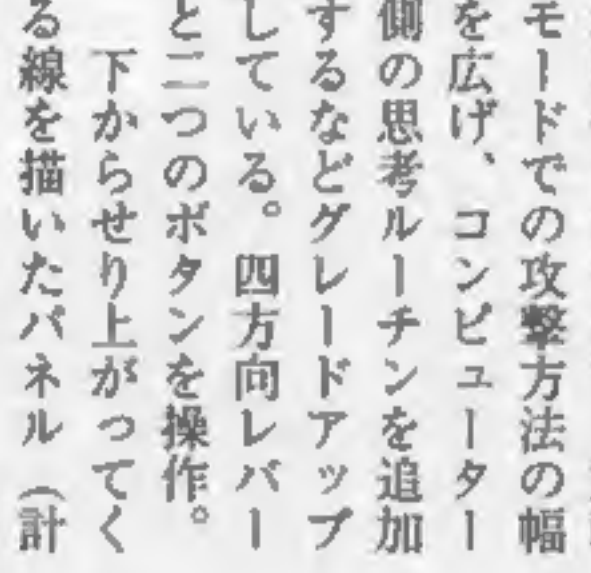 モードでの攻撃方法の幅
を広げ、コンピューター
側の思考ルーチンを追加
するなどグレードアップ
している。四方向レバー
と二つのボタンを操作。
下からせり上がってく
る線を描いたパネル（計